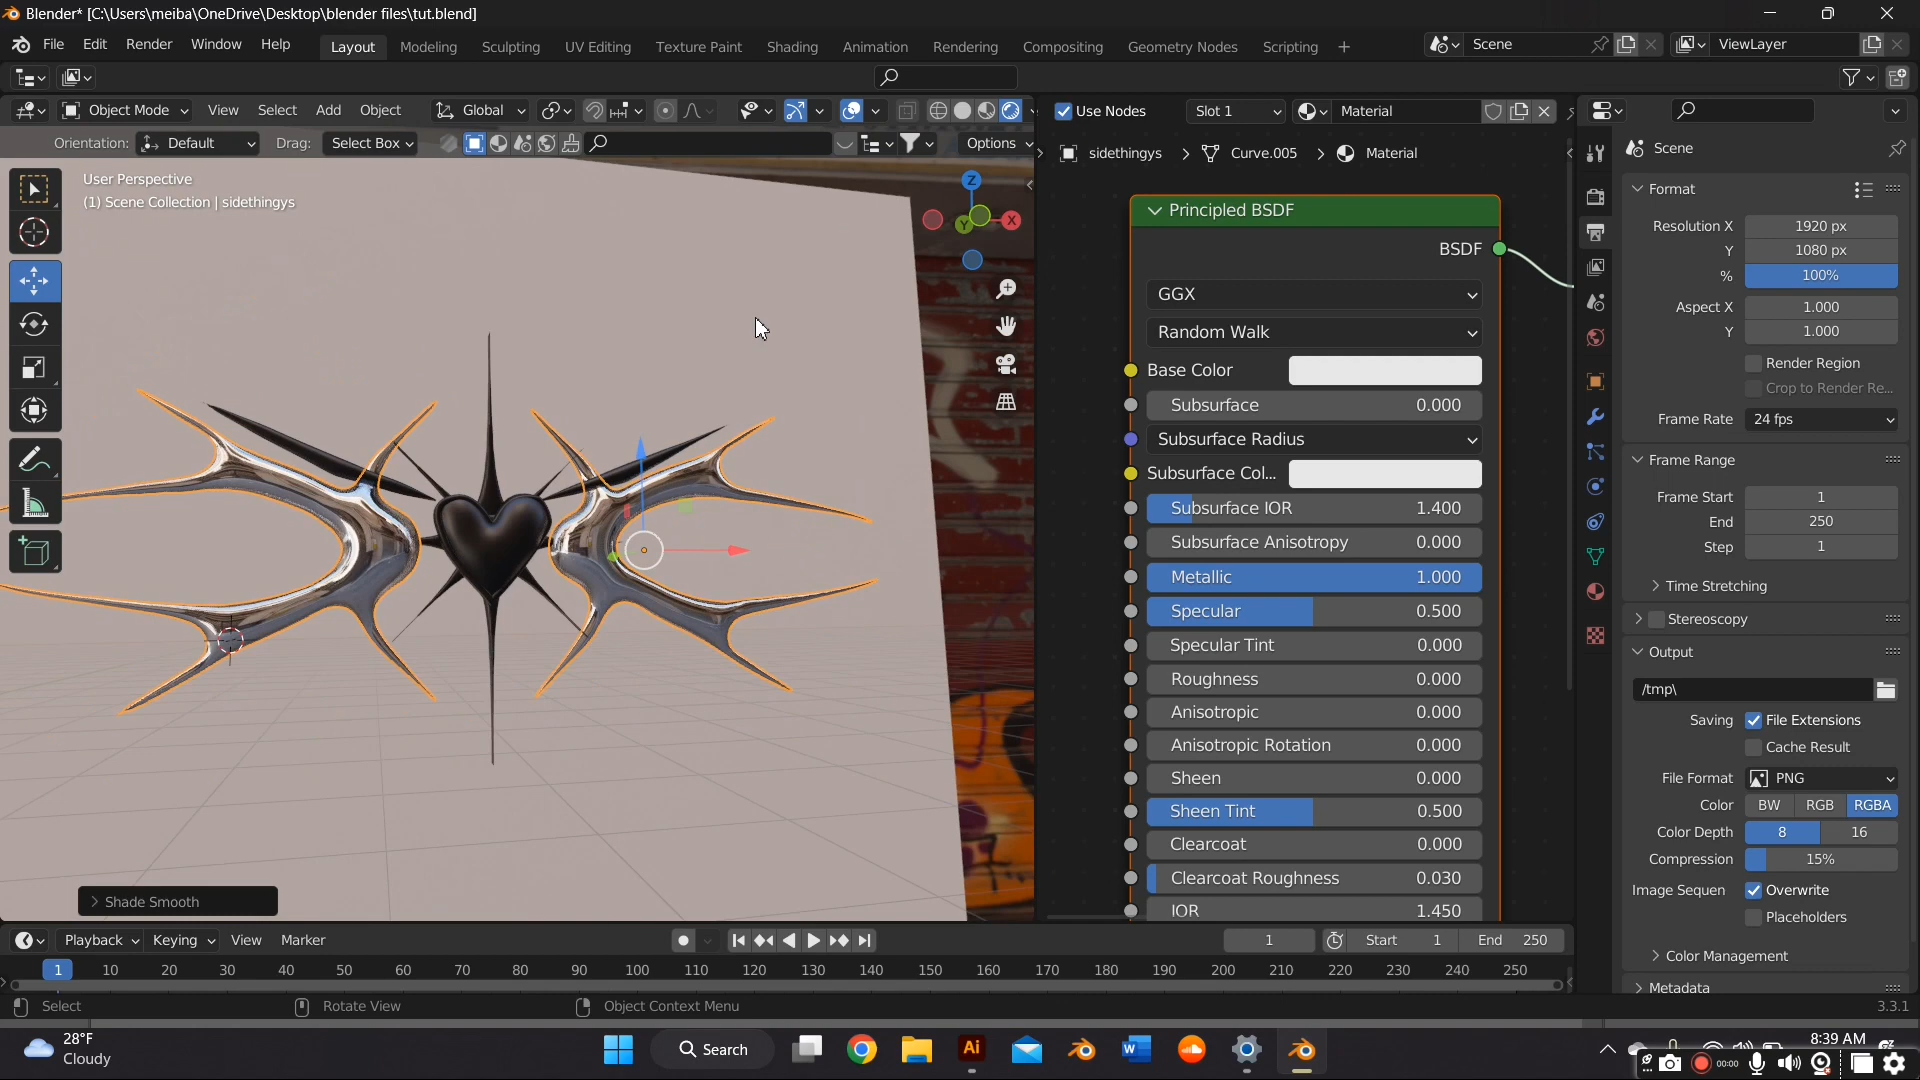 Blender* [C:\Users\meiba\OneDrive\Desktop\blender files\tut.blend]
File Edit Render Window Help Layout Modeling Sculpting UV Editing Texture Paint Shading Animation Rendering Compositing Geometry Nodes Scripting Scene ViewLayer
Object Mode View Select Add Object Global
Orientation: Default Drag: Select Box Options
User Perspective
(1) Scene Collection | sidethingys
Z
Y
X
Shade Smooth
Use Nodes Slot 1 Material
sidethingys Curve.005 Material
Principled BSDF
BSDF
GGX
Random Walk
Base Color
Subsurface 0.000
Subsurface Radius
Subsurface Col...
Subsurface IOR 1.400
Subsurface Anisotropy 0.000
Metallic 1.000
Specular 0.500
Specular Tint 0.000
Roughness 0.000
Anisotropic 0.000
Anisotropic Rotation 0.000
Sheen 0.000
Sheen Tint 0.500
Clearcoat 0.000
Clearcoat Roughness 0.030
IOR 1.450
Scene
Format
Resolution X 1920 px
Y 1080 px
% 100%
Aspect X 1.000
Y 1.000
Render Region
Crop to Render Re...
Frame Rate 24 fps
Frame Range
Frame Start 1
End 250
Step 1
Time Stretching
Stereoscopy
Output
/tmp\
Saving File Extensions
Cache Result
File Format PNG
Color BW RGB RGBA
Color Depth 8 16
Compression 15%
Image Sequen Overwrite
Placeholders
Color Management
Metadata
Playback Keying View Marker 1 Start 1 End 250
1 10 20 30 40 50 60 70 80 90 100 110 120 130 140 150 160 170 180 190 200 210 220 230 240 250
Select Rotate View Object Context Menu 3.3.1
28°F
Cloudy
Search
Ai
W
8:39 AM
00:00